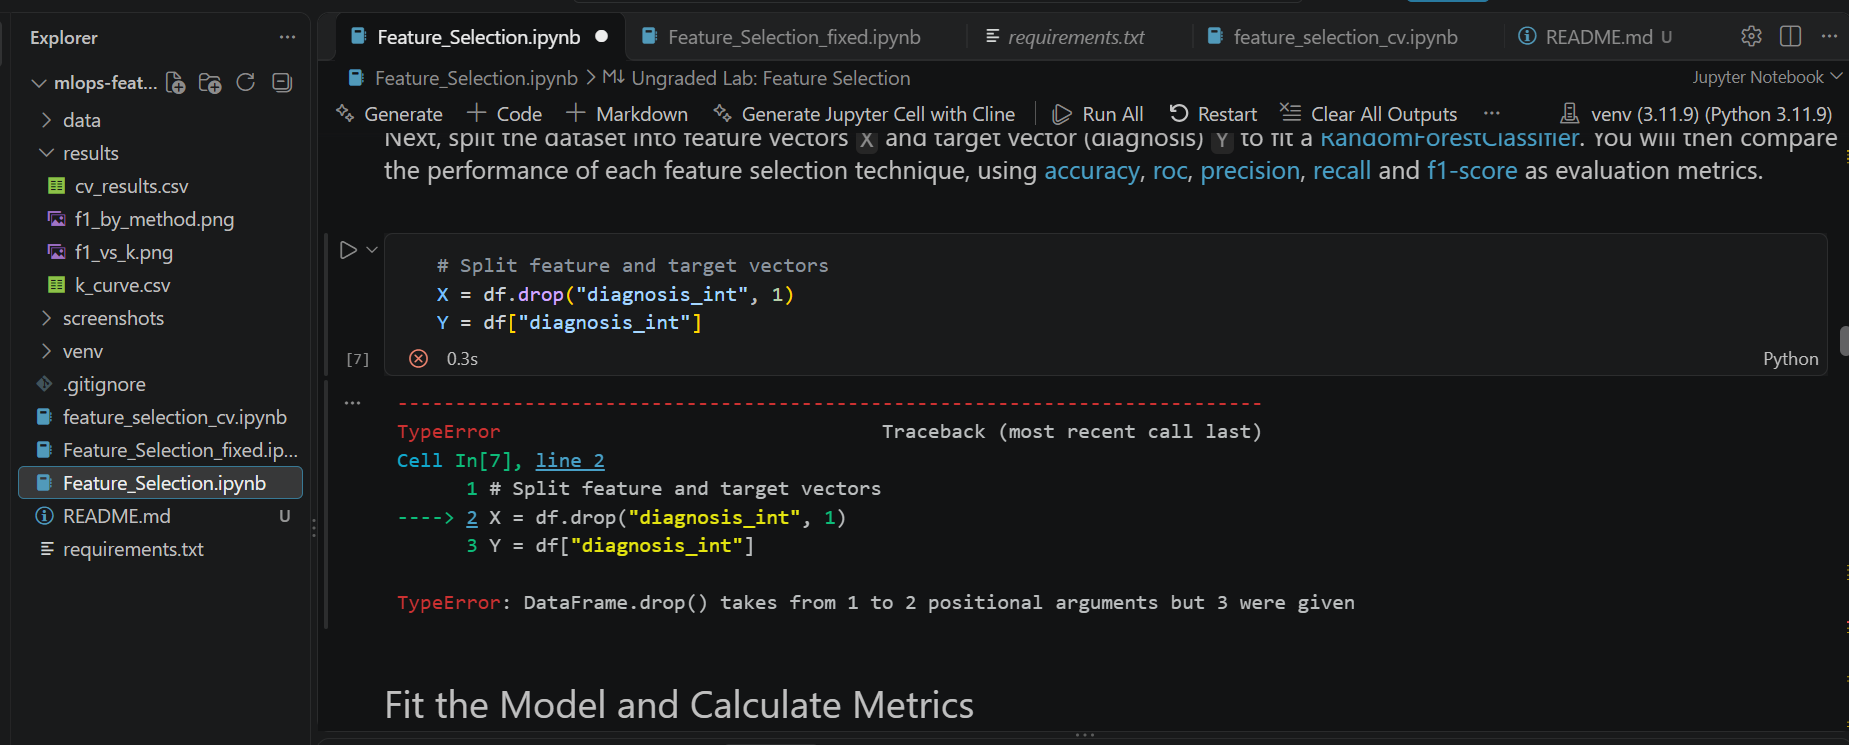 Explorer
mlops-feat...
data
results
cv_results.csv
f1_by_method.png
f1_vs_k.png
k_curve.csv
screenshots
venv
.gitignore
feature_selection_cv.ipynb
Feature_Selection_fixed.ip...
Feature_Selection.ipynb
README.md U
requirements.txt
Feature_Selection.ipynb Feature_Selection_fixed.ipynb requirements.txt feature_selection_cv.ipynb README.md U
Feature_Selection.ipynb > M↓ Ungraded Lab: Feature Selection Jupyter Notebook
Generate + Code + Markdown Generate Jupyter Cell with Cline Run All Restart Clear All Outputs ... venv (3.11.9) (Python 3.11.9)
Next, split the dataset into feature vectors X and target vector (diagnosis) Y to fit a RandomForestClassifier. You will then compare
the performance of each feature selection technique, using accuracy, roc, precision, recall and f1-score as evaluation metrics.
# Split feature and target vectors
X = df.drop("diagnosis_int", 1)
Y = df["diagnosis_int"]
[7] 0.3s Python
---------------------------------------------------------------------------
TypeError Traceback (most recent call last)
Cell In[7], line 2
1 # Split feature and target vectors
----> 2 X = df.drop("diagnosis_int", 1)
3 Y = df["diagnosis_int"]
TypeError: DataFrame.drop() takes from 1 to 2 positional arguments but 3 were given
Fit the Model and Calculate Metrics